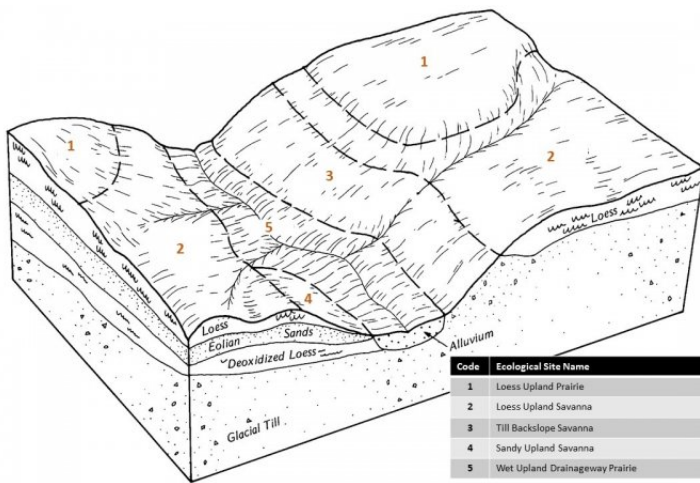 1
1
2
3
5
2
4
Loess
Loess
Eolian Sands
Deoxidized Loess
Alluvium
Glacial Till
Code Ecological Site Name
1 Loess Upland Prairie
2 Loess Upland Savanna
3 Till Backslope Savanna
4 Sandy Upland Savanna
5 Wet Upland Drainageway Prairie